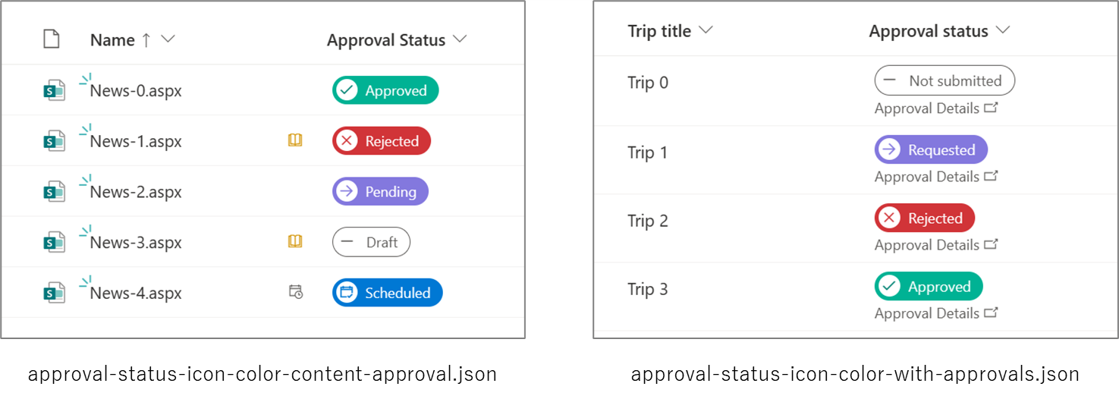 Name ↑ Approval Status
News-0.aspx Approved
News-1.aspx Rejected
News-2.aspx Pending
News-3.aspx Draft
News-4.aspx Scheduled
approval-status-icon-color-content-approval.json
Trip title Approval status
Trip 0 Not submitted
Approval Details
Trip 1 Requested
Approval Details
Trip 2 Rejected
Approval Details
Trip 3 Approved
Approval Details
approval-status-icon-color-with-approvals.json